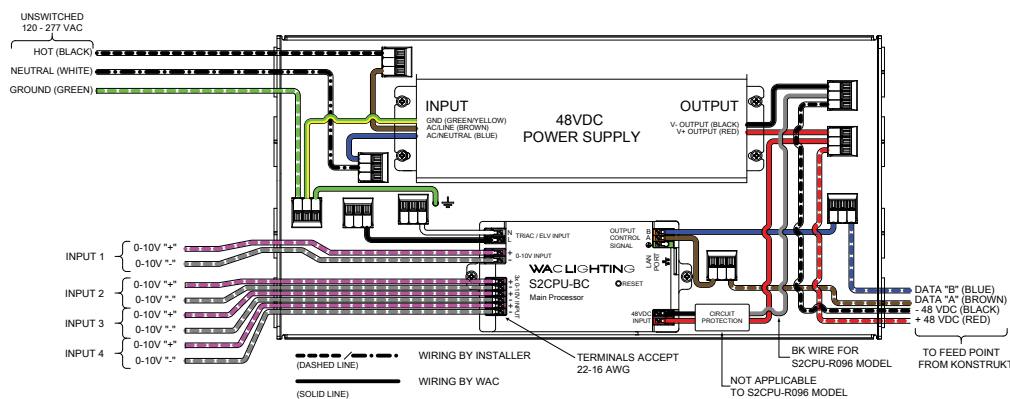 UNSWITCHED
120 - 277 VAC
HOT (BLACK)
NEUTRAL (WHITE)
GROUND (GREEN)
INPUT
GND (GREEN/YELLOW)
AC/LINE (BROWN)
AC/NEUTRAL (BLUE)
48VDC
POWER SUPPLY
OUTPUT
V- OUTPUT (BLACK)
V+ OUTPUT (RED)
N
L
TRIAC / ELV INPUT
+
-
0-10V INPUT
OUTPUT
CONTROL
SIGNAL
B
A
LAN
PORT
WAC LIGHTING
S2CPU-BC
Main Processor
RESET
3x 0-10V INPUT
48VDC
INPUT
CIRCUIT
PROTECTION
INPUT 1
0-10V "+"
0-10V "-"
INPUT 2
0-10V "+"
0-10V "-"
INPUT 3
0-10V "+"
0-10V "-"
INPUT 4
0-10V "+"
0-10V "-"
DATA "B" (BLUE)
DATA "A" (BROWN)
- 48 VDC (BLACK)
+ 48 VDC (RED)
TO FEED POINT
FROM KONSTRUKT
WIRING BY INSTALLER
(DASHED LINE)
WIRING BY WAC
(SOLID LINE)
TERMINALS ACCEPT
22-16 AWG
BK WIRE FOR
S2CPU-R096 MODEL
NOT APPLICABLE
TO S2CPU-R096 MODEL